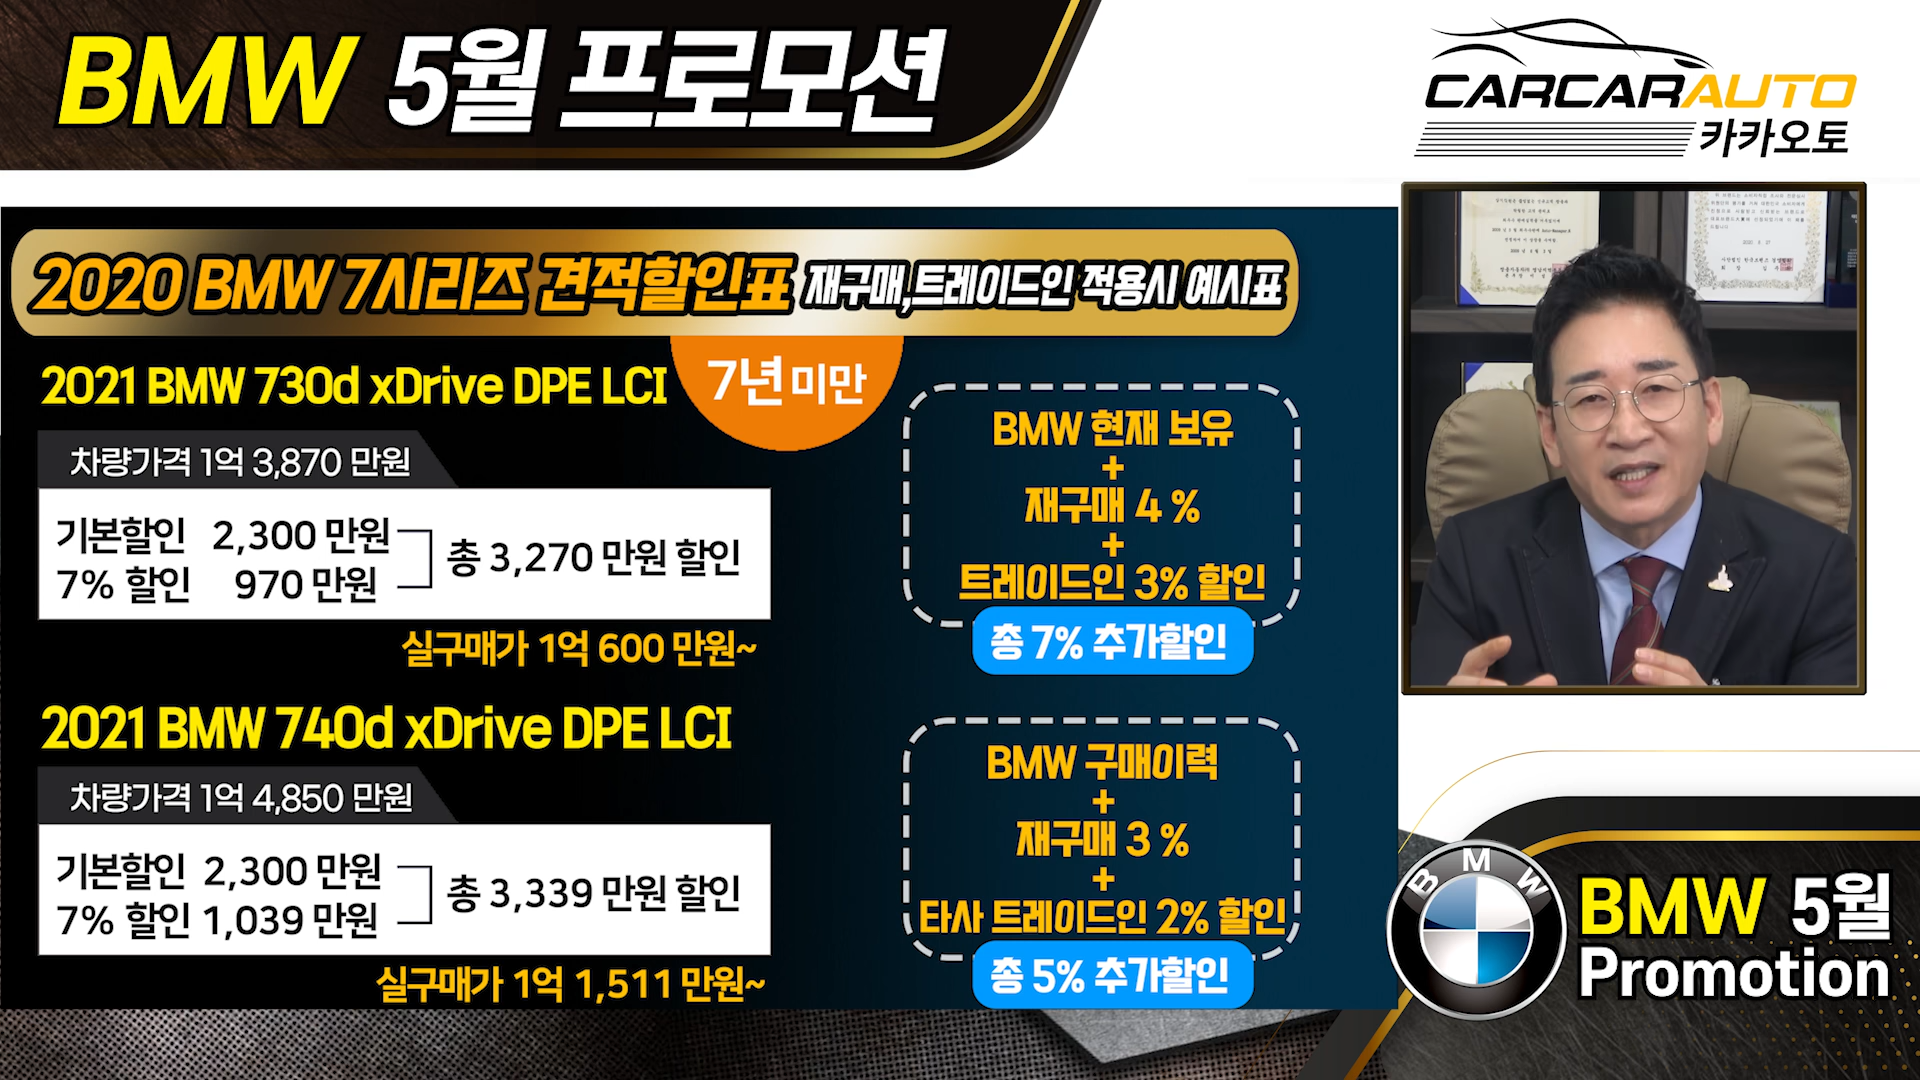 BMW 5월 프로모션
CARCARAUTO
카카오토
2020 BMW 7시리즈 견적할인표 재구매,트레이드인 적용시 예시표
2021 BMW 730d xDrive DPE LCI
7년 미만
차량가격 1억 3,870 만원
기본할인 2,300 만원
7% 할인 970 만원
총 3,270 만원 할인
실구매가 1억 600 만원~
BMW 현재 보유
+
재구매 4 %
+
트레이드인 3% 할인
총 7% 추가할인
2021 BMW 740d xDrive DPE LCI
차량가격 1억 4,850 만원
기본할인 2,300 만원
7% 할인 1,039 만원
총 3,339 만원 할인
실구매가 1억 1,511 만원~
BMW 구매이력
+
재구매 3 %
+
타사 트레이드인 2% 할인
총 5% 추가할인
BMW
BMW 5월
Promotion